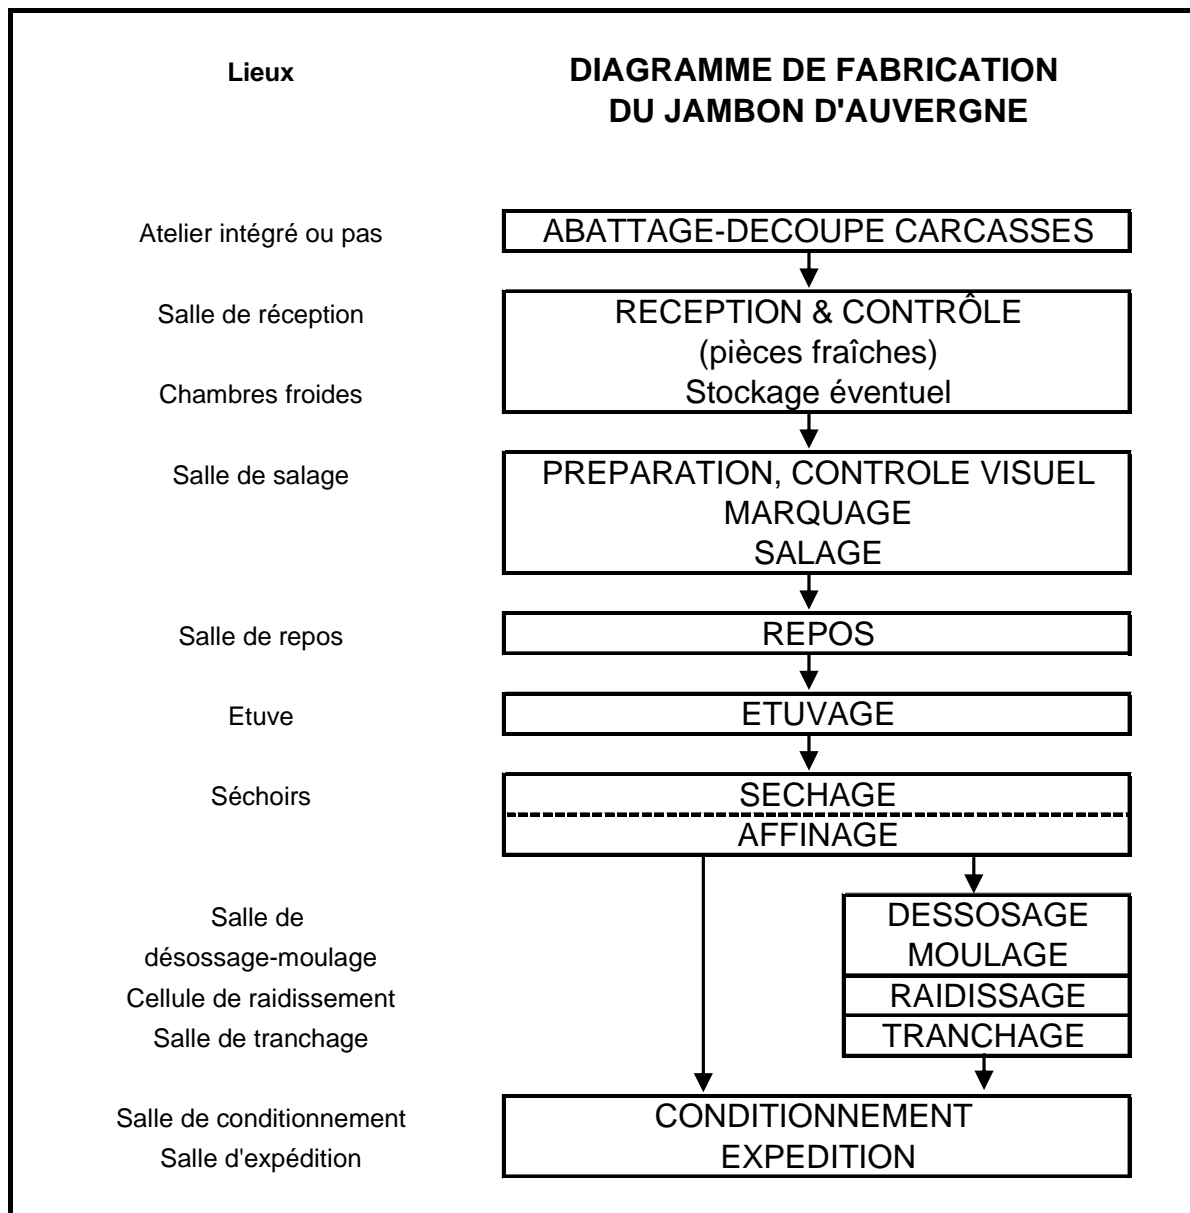 Lieux
DIAGRAMME DE FABRICATION
DU JAMBON D'AUVERGNE
Atelier intégré ou pas
ABATTAGE-DECOUPE CARCASSES
Salle de réception
RECEPTION & CONTRÔLE
(pièces fraîches)
Chambres froides
Stockage éventuel
Salle de salage
PREPARATION, CONTROLE VISUEL
MARQUAGE
SALAGE
Salle de repos
REPOS
Etuve
ETUVAGE
Séchoirs
SECHAGE
AFFINAGE
Salle de
DESSOSAGE
désossage-moulage
MOULAGE
Cellule de raidissement
RAIDISSAGE
Salle de tranchage
TRANCHAGE
Salle de conditionnement
CONDITIONNEMENT
Salle d'expédition
EXPEDITION